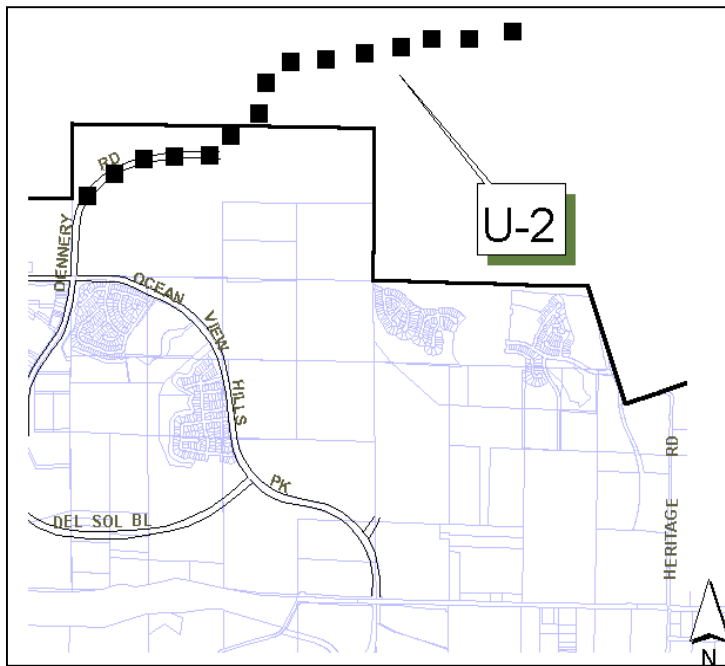 RD
U-2
DENNERY
OCEAN VIEW HILLS PK
DEL SOL BL
HERITAGE RD
N